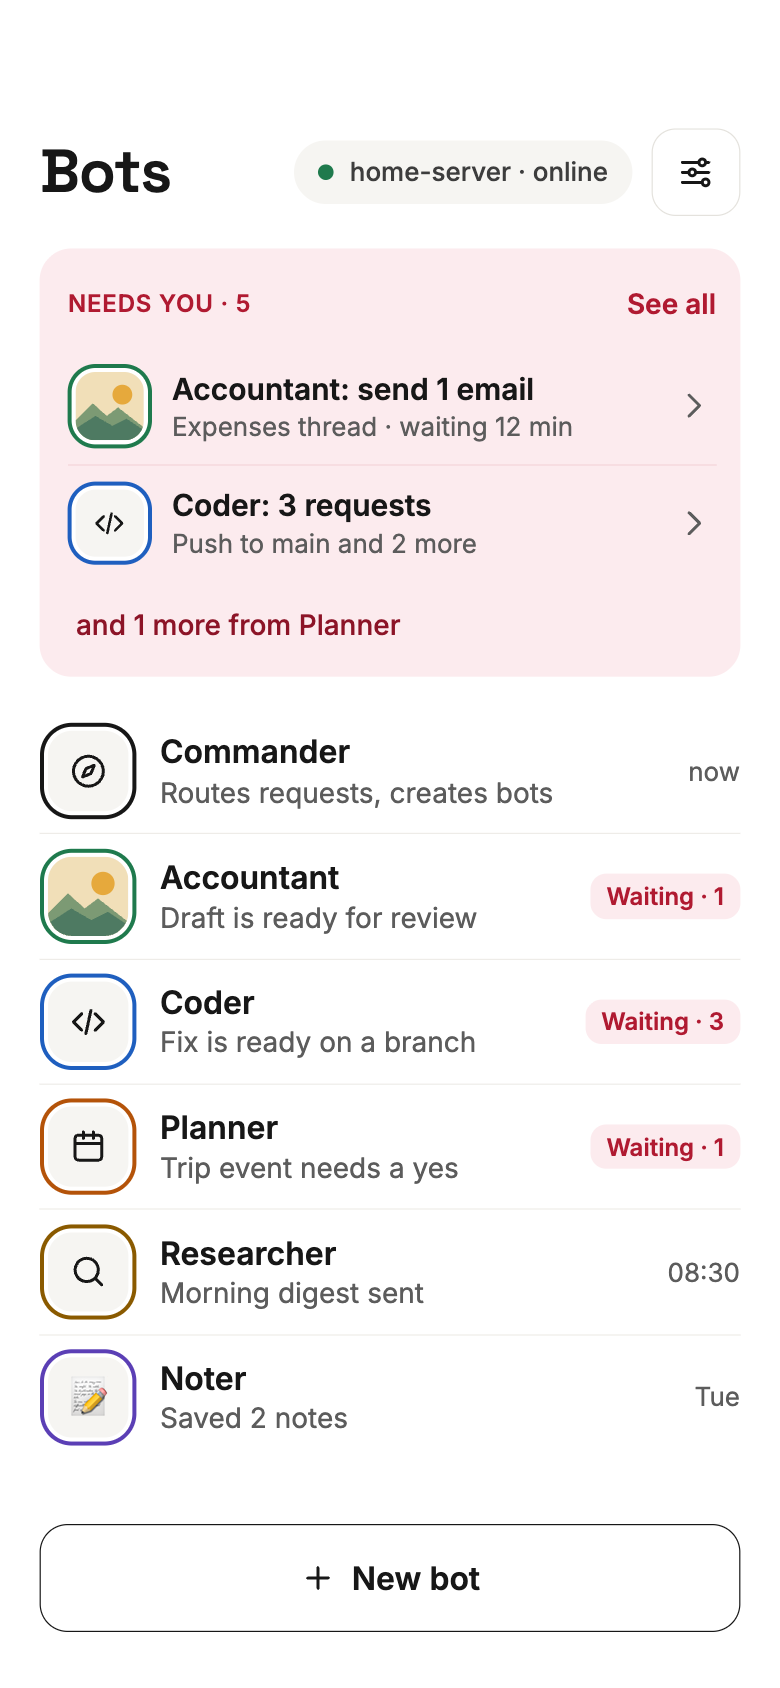 Bots
home-server · online
NEEDS YOU · 5
See all
Accountant: send 1 email
Expenses thread · waiting 12 min
Coder: 3 requests
Push to main and 2 more
and 1 more from Planner
Commander
Routes requests, creates bots
now
Accountant
Draft is ready for review
Waiting · 1
Coder
Fix is ready on a branch
Waiting · 3
Planner
Trip event needs a yes
Waiting · 1
Researcher
Morning digest sent
08:30
Noter
Saved 2 notes
Tue
+ New bot